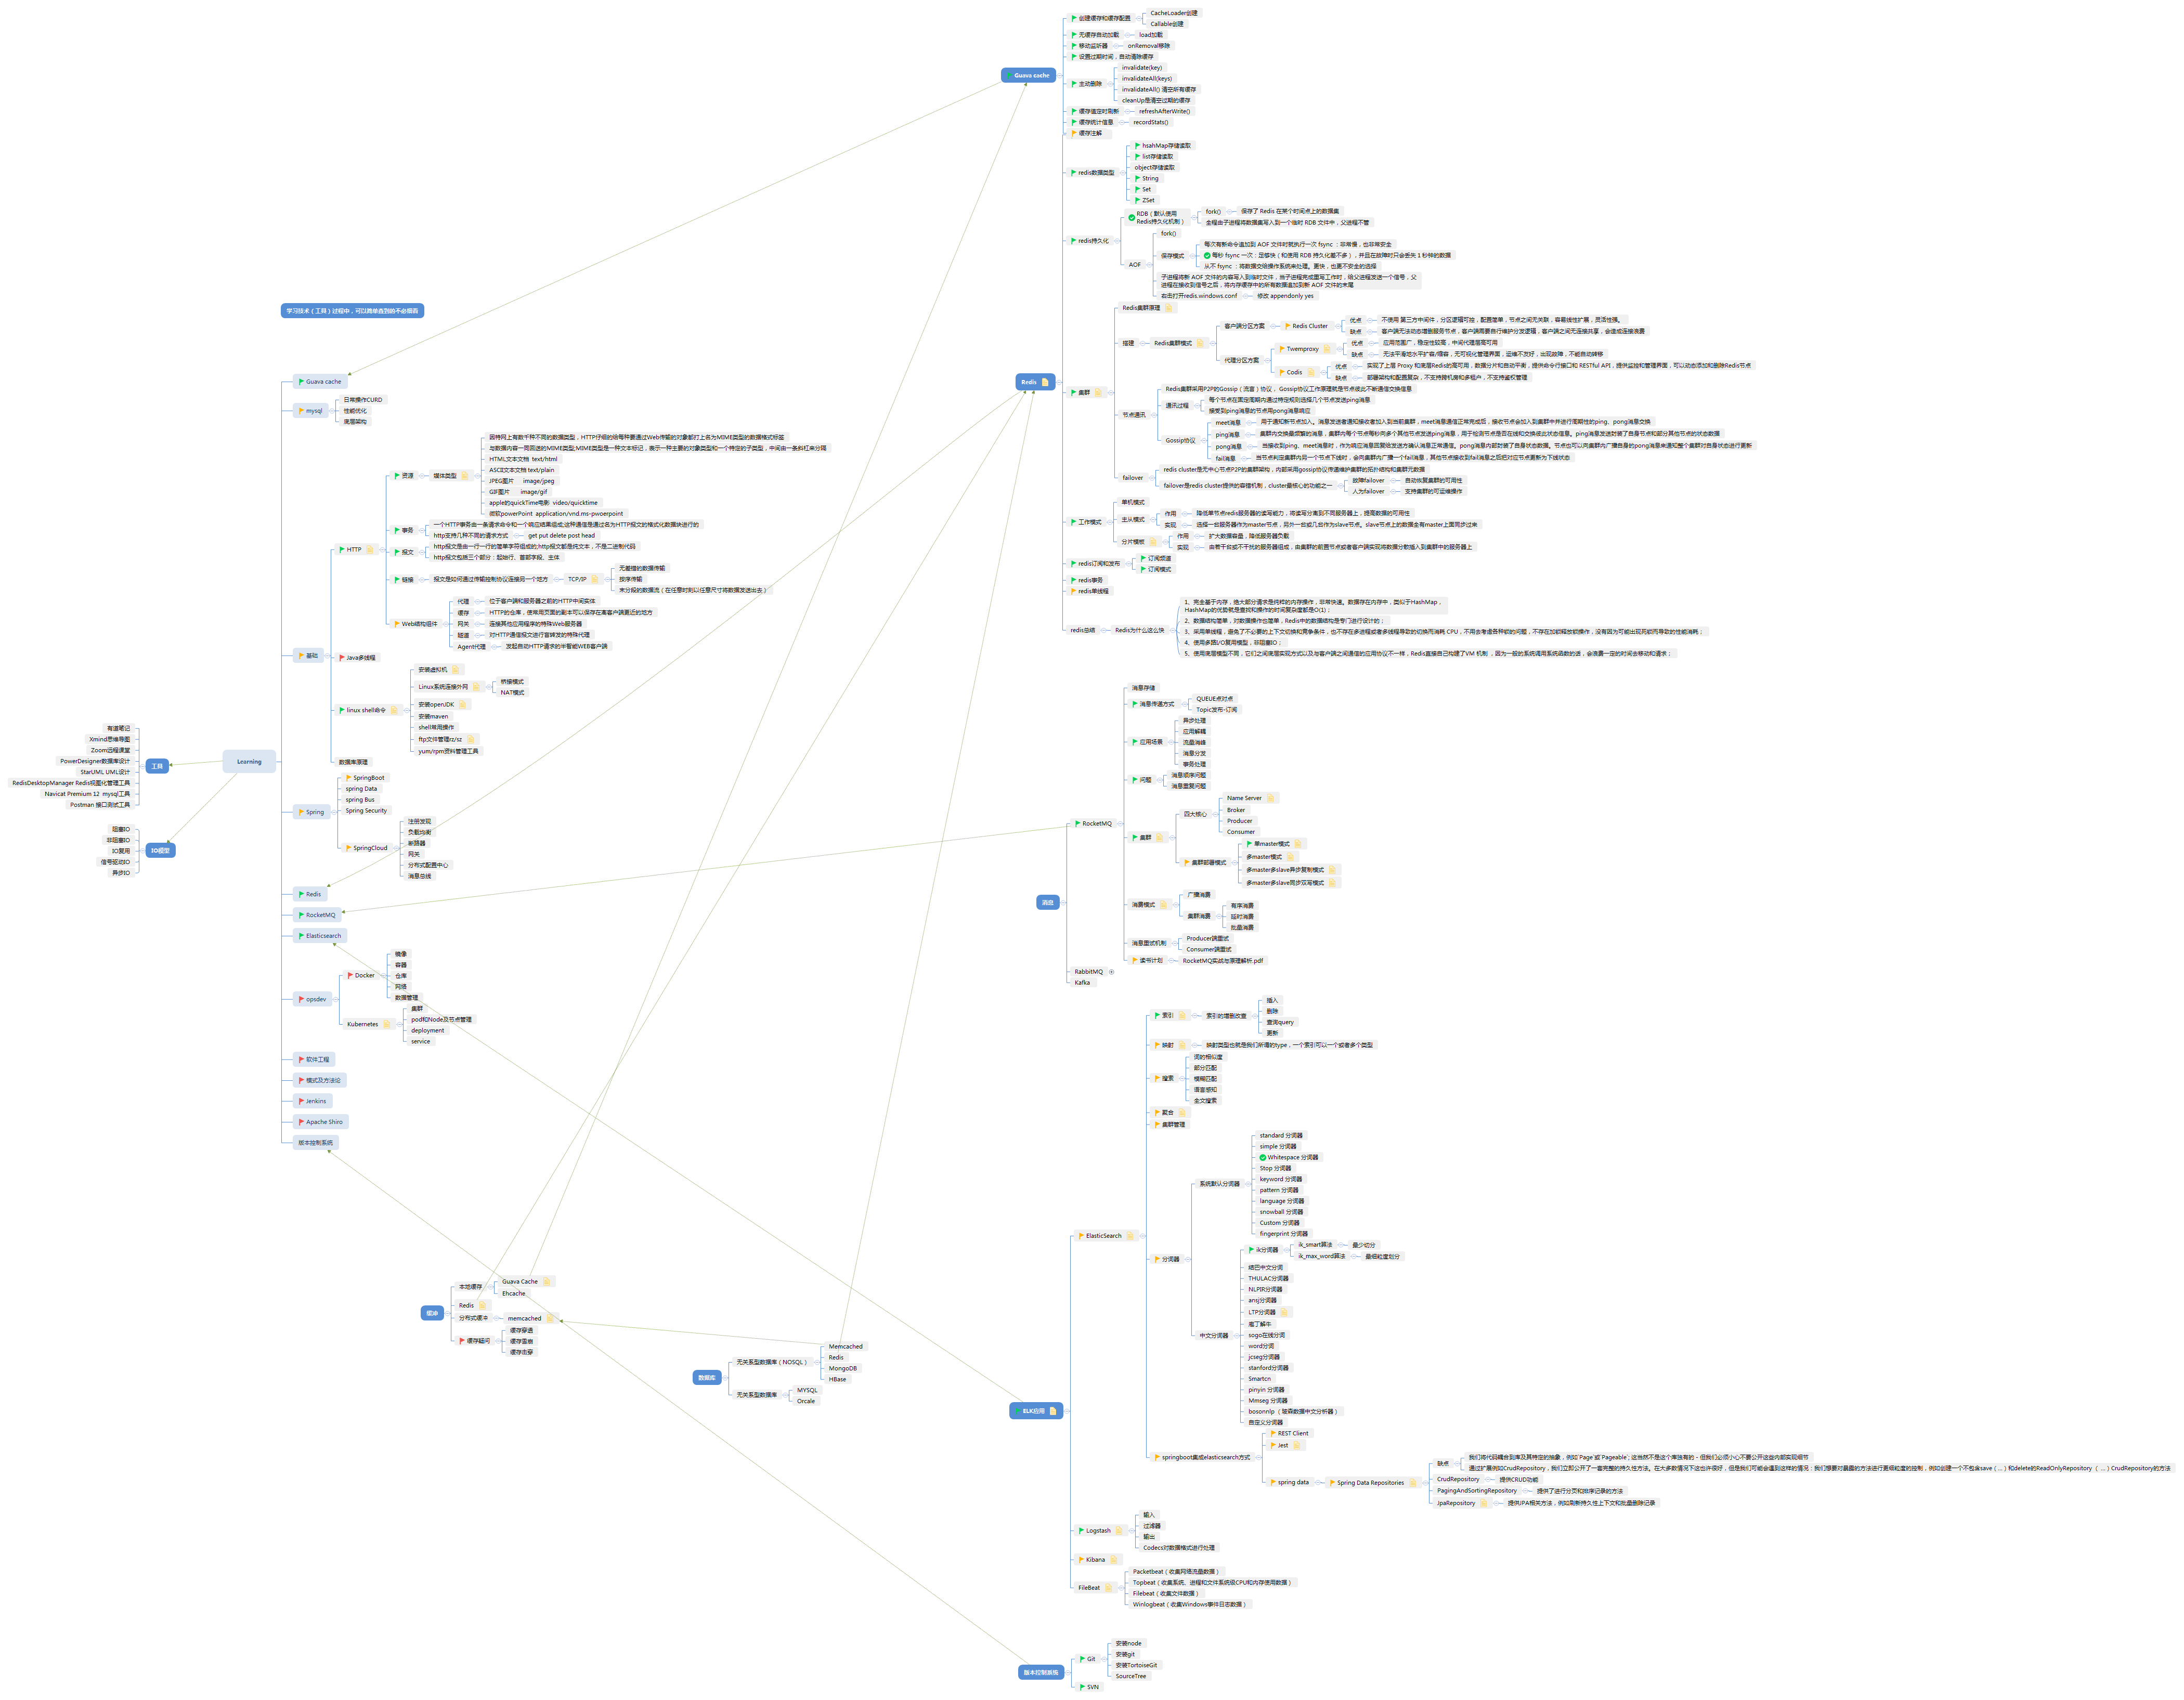 学习技术（工具）过程中，可以简单查到的不必细看
Learning
工具
有道笔记
Xmind思维导图
Zoom远程课堂
PowerDesigner数据库设计
StarUML UML设计
RedisDesktopManager Redis视图化管理工具
Navicat Premium 12 mysql工具
Postman 接口测试工具
IO模型
阻塞IO
非阻塞IO
IO复用
信号驱动IO
异步IO
Guava cache
mysql
日常操作CURD
性能优化
底层架构
基础
HTTP
资源
媒体类型
因特网上有数千种不同的数据类型，HTTP仔细的给每种要通过Web传输的对象都打上名为MIME类型的数据格式标签
与数据内容一同回送的MIME类型;MIME类型是一种文本标记，表示一种主要的对象类型和一个特定的子类型，中间由一条斜杠来分隔
HTML文本文档 text/html
ASCII文本文档 text/plain
JPEG图片 image/jpeg
GIF图片 image/gif
apple的quickTime电影 video/quicktime
微软powerPoint application/vnd.ms-pwoerpoint
事务
一个HTTP事务由一条请求命令和一个响应结果组成;这种通信是通过名为HTTP报文的格式化数据块进行的
http支持几种不同的请求方式
get put delete post head
报文
http报文是由一行一行的简单字符组成的;http报文都是纯文本，不是二进制代码
http报文包括三个部分：起始行、首部字段、主体
链接
报文是如何通过传输控制协议连接另一个地方
TCP/IP
无差错的数据传输
按序传输
未分段的数据流（在任意时刻以任意尺寸将数据发送出去）
Web结构组件
代理
位于客户端和服务器之前的HTTP中间实体
缓存
HTTP的仓库，使常用页面的副本可以保存在离客户端更近的地方
网关
连接其他应用程序的特殊Web服务器
隧道
对HTTP通信报文进行盲转发的特殊代理
Agent代理
发起自动HTTP请求的半智能WEB客户端
Java多线程
linux shell命令
安装虚拟机
Linux系统连接外网
桥接模式
NAT模式
安装openJDK
安装maven
shell常用操作
ftp文件管理rz/sz
yum/rpm资料管理工具
数据库原理
Spring
SpringBoot
spring Data
spring Bus
Spring Security
SpringCloud
注册发现
负载均衡
断路器
网关
分布式配置中心
消息总线
Redis
RocketMQ
Elasticsearch
opsdev
Docker
镜像
容器
仓库
网络
数据管理
Kubernetes
集群
pod和Node及节点管理
deployment
service
软件工程
模式及方法论
Jenkins
Apache Shiro
版本控制系统
缓冲
本地缓存
Guava Cache
Ehcache
Redis
分布式缓冲
memcached
缓存疑问
缓存穿透
缓存雪崩
缓存击穿
数据库
无关系型数据库（NOSQL）
Memcached
Redis
MongoDB
HBase
无关系型数据库
MYSQL
Orcale
Guava cache
创建缓存和缓存配置
CacheLoader创建
Callable创建
无缓存自动加载
load加载
移动监听器
onRemoval移除
设置过期时间，自动清除缓存
主动删除
invalidate(key)
invalidateAll(keys)
invalidateAll() 清空所有缓存
cleanUp是清空过期的缓存
缓存值定时刷新
refreshAfterWrite()
缓存统计信息
recordStats()
缓存注解
Redis
redis数据类型
hsahMap存储读取
list存储读取
object存储读取
String
Set
ZSet
redis持久化
RDB（默认使用
Redis持久化机制）
fork()
保存了 Redis 在某个时间点上的数据集
全程由子进程将数据集写入到一个临时 RDB 文件中，父进程不管
AOF
fork()
保存模式
每次有新命令追加到 AOF 文件时就执行一次 fsync ：非常慢，也非常安全
每秒 fsync 一次：足够快（和使用 RDB 持久化差不多），并且在故障时只会丢失 1 秒钟的数据
从不 fsync ：将数据交给操作系统来处理。更快，也更不安全的选择
子进程将新 AOF 文件的内容写入到临时文件，当子进程完成重写工作时，给父进程发送一个信号，父
进程在接收到信号之后，将内存缓存中的所有数据追加到新 AOF 文件的末尾
右击打开redis.windows.conf
修改 appendonly yes
集群
Redis集群原理
搭建
Redis集群模式
客户端分区方案
Redis Cluster
优点
不使用 第三方中间件，分区逻辑可控，配置简单，节点之间无关联，容易线性扩展，灵活性强。
缺点
客户端无法动态增删服务节点，客户端需要自行维护分发逻辑，客户端之间无连接共享，会造成连接浪费
代理分区方案
Twemproxy
优点
应用范围广，稳定性较高，中间代理层高可用
缺点
无法平滑地水平扩容/缩容，无可视化管理界面，运维不友好，出现故障，不能自动转移
Codis
优点
实现了上层 Proxy 和底层Redis的高可用，数据分片和自动平衡，提供命令行接口和 RESTful API，提供监控和管理界面，可以动态添加和删除Redis节点
缺点
部署架构和配置复杂，不支持跨机房和多租户，不支持鉴权管理
节点通讯
Redis集群采用P2P的Gossip（流言）协议， Gossip协议工作原理就是节点彼此不断通信交换信息
通讯过程
每个节点在固定周期内通过特定规则选择几个节点发送ping消息
接受到ping消息的节点用pong消息响应
Gossip协议
meet消息
用于通知新节点加入。消息发送者通知接收者加入到当前集群，meet消息通信正常完成后，接收节点会加入到集群中并进行周期性的ping、pong消息交换
ping消息
集群内交换最频繁的消息，集群内每个节点每秒向多个其他节点发送ping消息，用于检测节点是否在线和交换彼此状态信息。ping消息发送封装了自身节点和部分其他节点的状态数据
pong消息
当接收到ping、meet消息时，作为响应消息回复给发送方确认消息正常通信。pong消息内部封装了自身状态数据。节点也可以向集群内广播自身的pong消息来通知整个集群对自身状态进行更新
fail消息
当节点判定集群内另一个节点下线时，会向集群内广播一个fail消息，其他节点接收到fail消息之后把对应节点更新为下线状态
failover
redis cluster是无中心节点P2P的集群架构，内部采用gossip协议传递维护集群的拓扑结构和集群元数据
failover是redis cluster提供的容错机制，cluster最核心的功能之一
故障failover
自动恢复集群的可用性
人为failover
支持集群的可运维操作
工作模式
单机模式
主从模式
作用
降低单节点redis服务器的读写能力，将读写分离到不同服务器上，提高数据的可用性
实现
选择一台服务器作为master节点，另外一台或几台作为slave节点。slave节点上的数据全有master上面同步过来
分片模板
作用
扩大数据容量，降低服务器负载
实现
由若干台或不干扰的服务器组成，由集群的前置节点或者客户端实现将数据分散插入到集群中的服务器上
redis订阅和发布
订阅频道
订阅模式
redis事务
redis单线程
redis总结
Redis为什么这么快
1、完全基于内存，绝大部分请求是纯粹的内存操作，非常快速。数据存在内存中，类似于HashMap，
HashMap的优势就是查找和操作的时间复杂度都是O(1)；
2、数据结构简单，对数据操作也简单，Redis中的数据结构是专门进行设计的；
3、采用单线程，避免了不必要的上下文切换和竞争条件，也不存在多进程或者多线程导致的切换而消耗 CPU，不用去考虑各种锁的问题，不存在加锁释放锁操作，没有因为可能出现死锁而导致的性能消耗；
4、使用多路I/O复用模型，非阻塞IO；
5、使用底层模型不同，它们之间底层实现方式以及与客户端之间通信的应用协议不一样，Redis直接自己构建了VM 机制 ，因为一般的系统调用系统函数的话，会浪费一定的时间去移动和请求；
消息
RocketMQ
消息存储
消息传递方式
QUEUE点对点
Topic发布-订阅
应用场景
异步处理
应用解耦
流量消峰
消息分发
事务处理
问题
消息顺序问题
消息重复问题
集群
四大核心
Name Server
Broker
Producer
Consumer
集群部署模式
单master模式
多master模式
多master多slave异步复制模式
多master多slave同步双写模式
消费模式
广播消费
集群消费
有序消费
延时消费
批量消费
消息重试机制
Producer端重试
Consumer端重试
读书计划
RocketMQ实战与原理解析.pdf
RabbitMQ
Kafka
ELK应用
ElasticSearch
索引
索引的增删改查
插入
删除
查询query
更新
映射
映射类型也就是我们所谓的type，一个索引可以一个或者多个类型
搜索
词的相似度
部分匹配
模糊匹配
语言感知
全文搜索
聚合
集群管理
分词器
系统默认分词器
standard 分词器
simple 分词器
Whitespace 分词器
Stop 分词器
keyword 分词器
pattern 分词器
language 分词器
snowball 分词器
Custom 分词器
fingerprint 分词器
中文分词器
ik分词器
ik_smart算法
最少切分
ik_max_word算法
最细粒度划分
结巴中文分词
THULAC分词器
NLPIR分词器
ansj分词器
LTP分词器
庖丁解牛
sogo在线分词
word分词
jcseg分词器
stanford分词器
Smartcn
pinyin 分词器
Mmseg 分词器
bosonnlp （玻森数据中文分析器）
自定义分词器
springboot集成elasticsearch方式
REST Client
Jest
spring data
Spring Data Repositories
缺点
我们将代码耦合到库及其特定的抽象，例如`Page`或`Pageable`; 这当然不是这个库独有的 - 但我们必须小心不要公开这些内部实现细节
通过扩展例如CrudRepository，我们立即公开了一套完整的持久性方法。在大多数情况下这也许很好，但是我们可能会遇到这样的情况：我们想要对暴露的方法进行更细粒度的控制，例如创建一个不包含save（...）和delete的ReadOnlyRepository （ ...）CrudRepository的方法
CrudRepository
提供CRUD功能
PagingAndSortingRepository
提供了进行分页和排序记录的方法
JpaRepository
提供JPA相关方法，例如刷新持久性上下文和批量删除记录
Logstash
输入
过滤器
输出
Codecs对数据格式进行处理
Kibana
FileBeat
Packetbeat（收集网络流量数据）
Topbeat（收集系统、进程和文件系统级CPU和内存使用数据）
Filebeat（收集文件数据）
Winlogbeat（收集Windows事件日志数据）
版本控制系统
Git
安装node
安装git
安装TortoiseGit
SourceTree
SVN